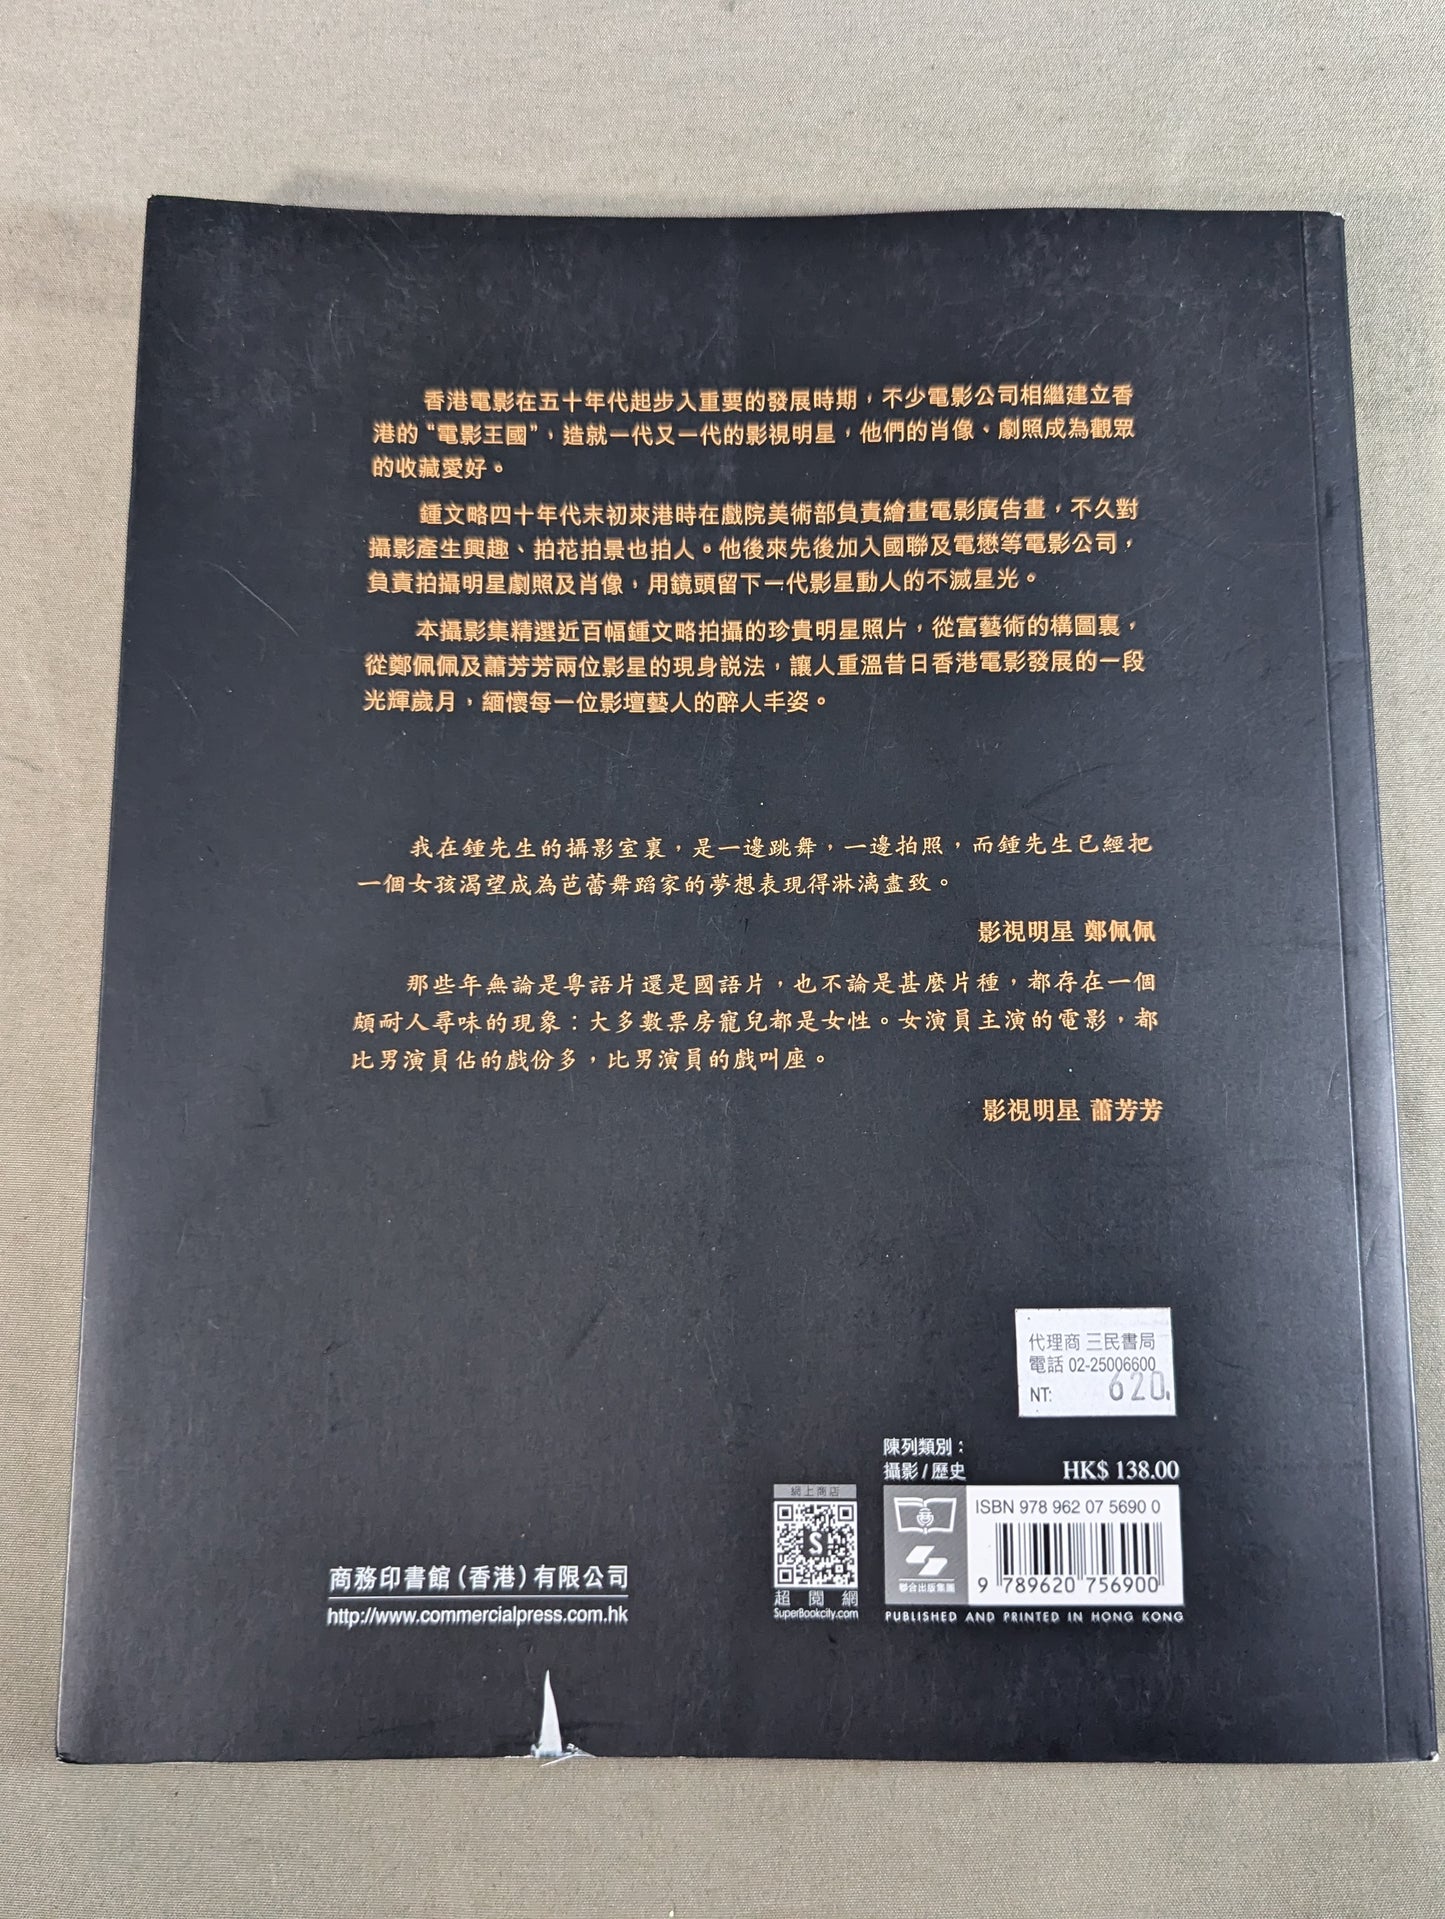 香港電影在五十年代起步入重要的發展時期，不少電影公司相繼建立香
港的“電影王國”，造就一代又一代的影視明星，他們的肖像、劇照成為觀眾
的收藏愛好。
鍾文略四十年代末初來港時在戲院美術部負責繪畫電影廣告畫，不久對
攝影產生興趣、拍花拍景也拍人。他後來先後加入國聯及電懋等電影公司，
負責拍攝明星劇照及肖像，用鏡頭留下一代影星動人的不滅星光。
本攝影集精選近百幅鍾文略拍攝的珍貴明星照片，從富藝術的構圖裏，
從鄭佩佩及蕭芳芳兩位影星的現身説法，讓人重溫昔日香港電影發展的一段
光輝歲月，緬懷每一位影壇藝人的醉人丰姿。
我在鍾先生的攝影室裏，是一邊跳舞，一邊拍照，而鍾先生已經把
一個女孩渴望成為芭蕾舞蹈家的夢想表現得淋漓盡致。
影視明星 鄭佩佩
那些年無論是粵語片還是國語片，也不論是甚麼片種，都存在一個
頗耐人尋味的現象：大多數票房寵兒都是女性。女演員主演的電影，都
比男演員佔的戲份多，比男演員的戲叫座。
影視明星 蕭芳芳
代理商 三民書局
電話 02-25006600
NT: 620.
陳列類別：
攝影 / 歷史
HK$ 138.00
網上商店
S
超閱網
SuperBookcity.com
聯合出版集團
ISBN 978 962 07 5690 0
9 789620 756900
PUBLISHED AND PRINTED IN HONG KONG
商務印書館（香港）有限公司
http://www.commercialpress.com.hk